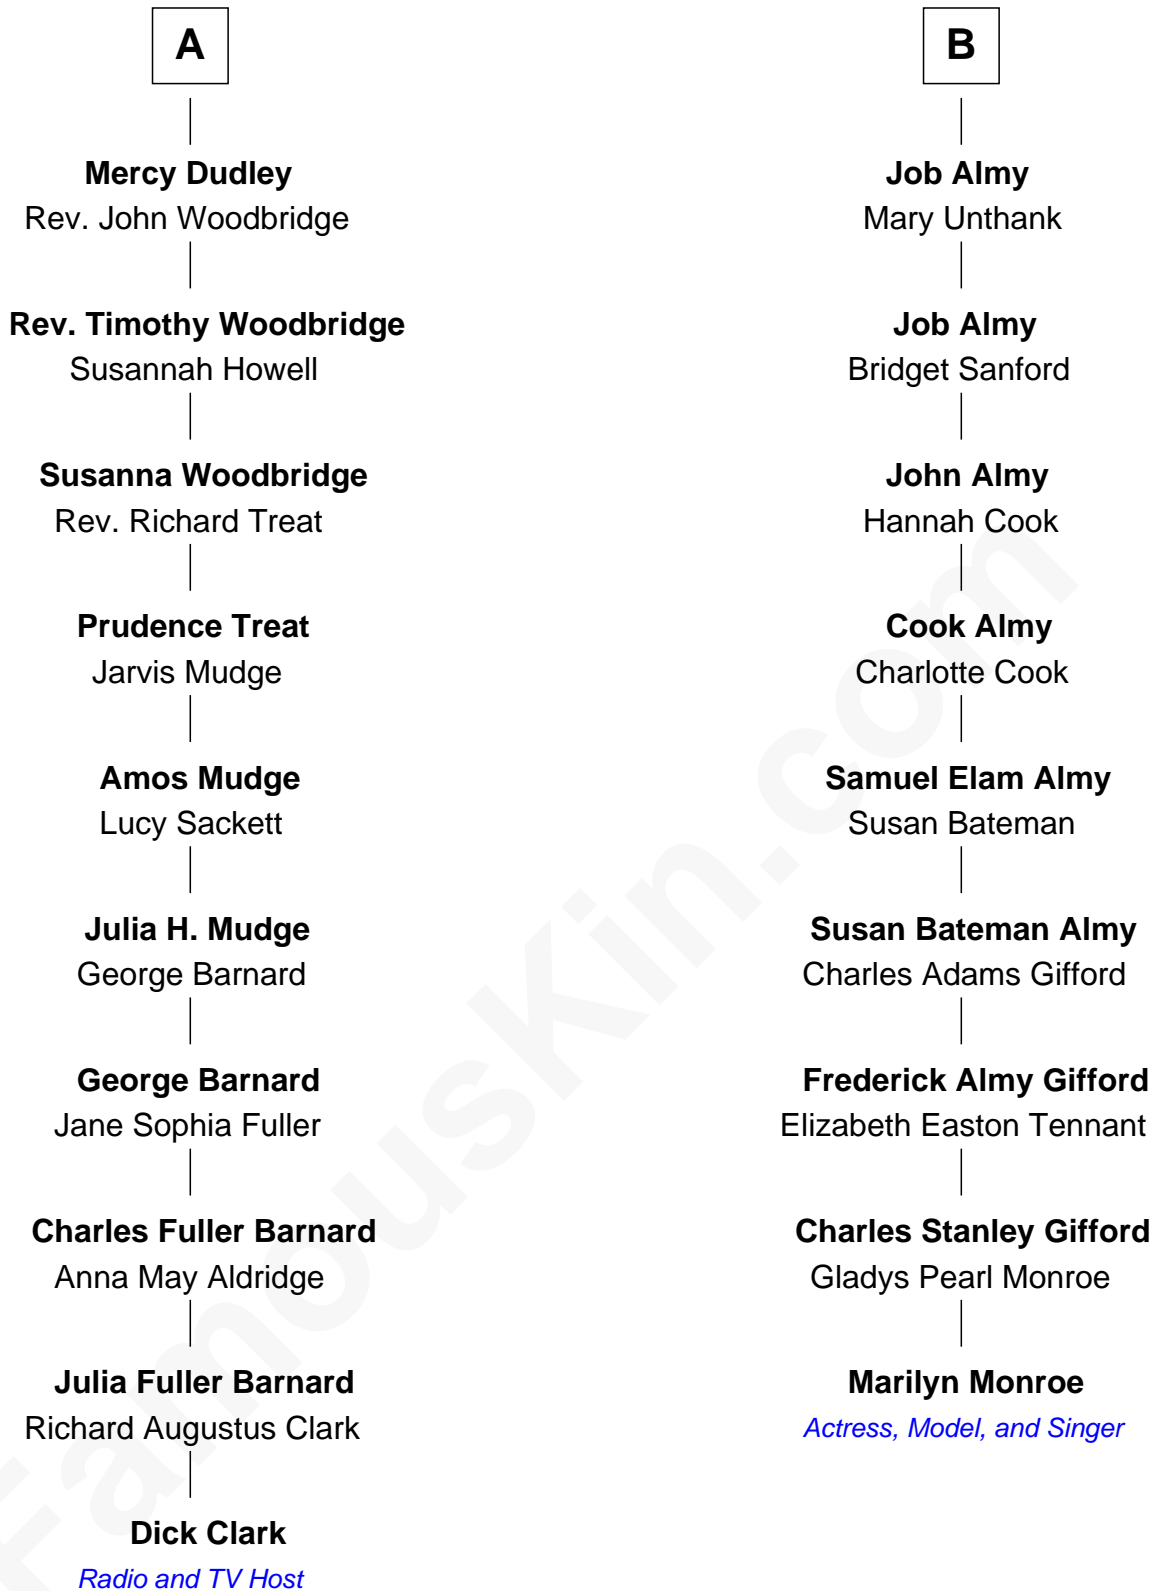 A
Mercy Dudley
Rev. John Woodbridge
Rev. Timothy Woodbridge
Susannah Howell
Susanna Woodbridge
Rev. Richard Treat
Prudence Treat
Jarvis Mudge
Amos Mudge
Lucy Sackett
Julia H. Mudge
George Barnard
George Barnard
Jane Sophia Fuller
Charles Fuller Barnard
Anna May Aldridge
Julia Fuller Barnard
Richard Augustus Clark
Dick Clark
Radio and TV Host
B
Job Almy
Mary Unthank
Job Almy
Bridget Sanford
John Almy
Hannah Cook
Cook Almy
Charlotte Cook
Samuel Elam Almy
Susan Bateman
Susan Bateman Almy
Charles Adams Gifford
Frederick Almy Gifford
Elizabeth Easton Tennant
Charles Stanley Gifford
Gladys Pearl Monroe
Marilyn Monroe
Actress, Model, and Singer
FamousKin.com